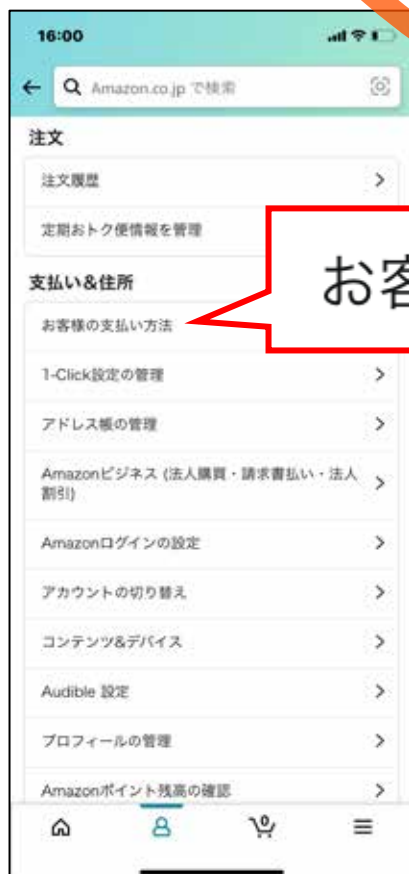 16:00
Amazon.co.jp で検索
注文
注文履歴
定期おトク便情報を管理
支払い&住所
お客
お客様の支払い方法
1-Click設定の管理
アドレス帳の管理
Amazonビジネス (法人購買・請求書払い・法人
割引)
Amazonログインの設定
アカウントの切り替え
コンテンツ&デバイス
Audible 設定
プロフィールの管理
Amazonポイント残高の確認
0